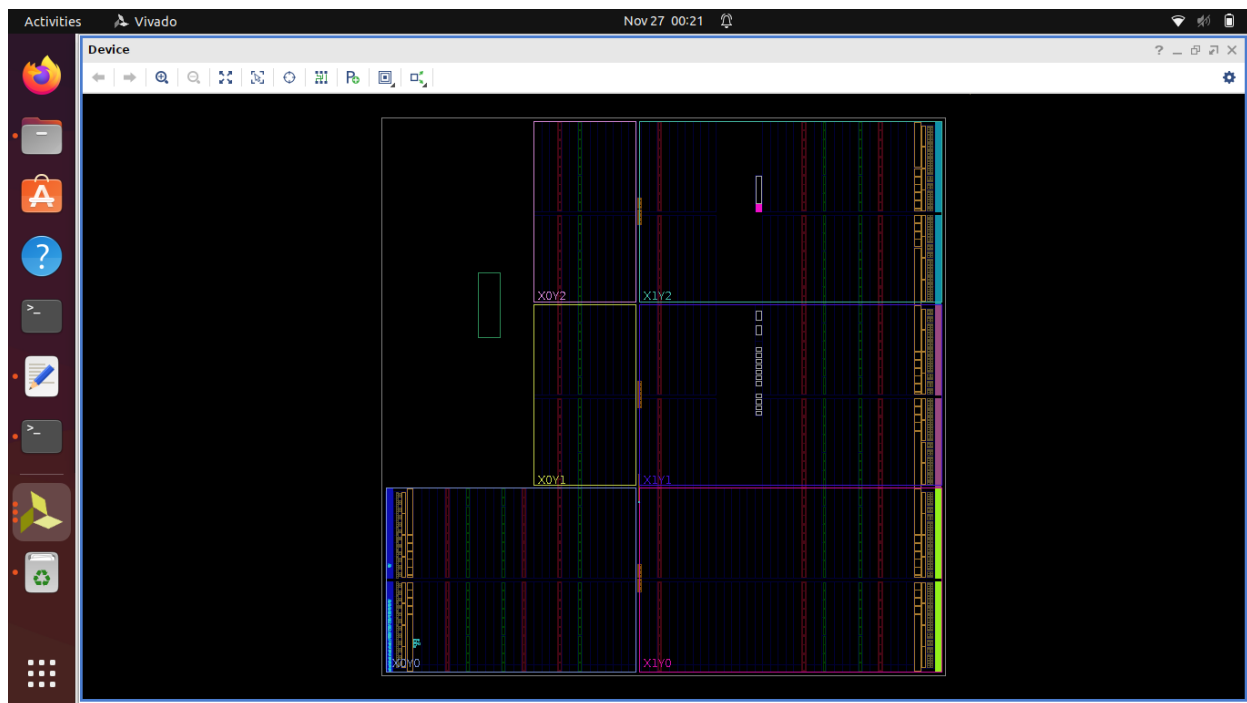 Activities Vivado Nov 27 00:21
Device
X0Y2 X1Y2
X0Y1 X1Y1
X0Y0 X1Y0